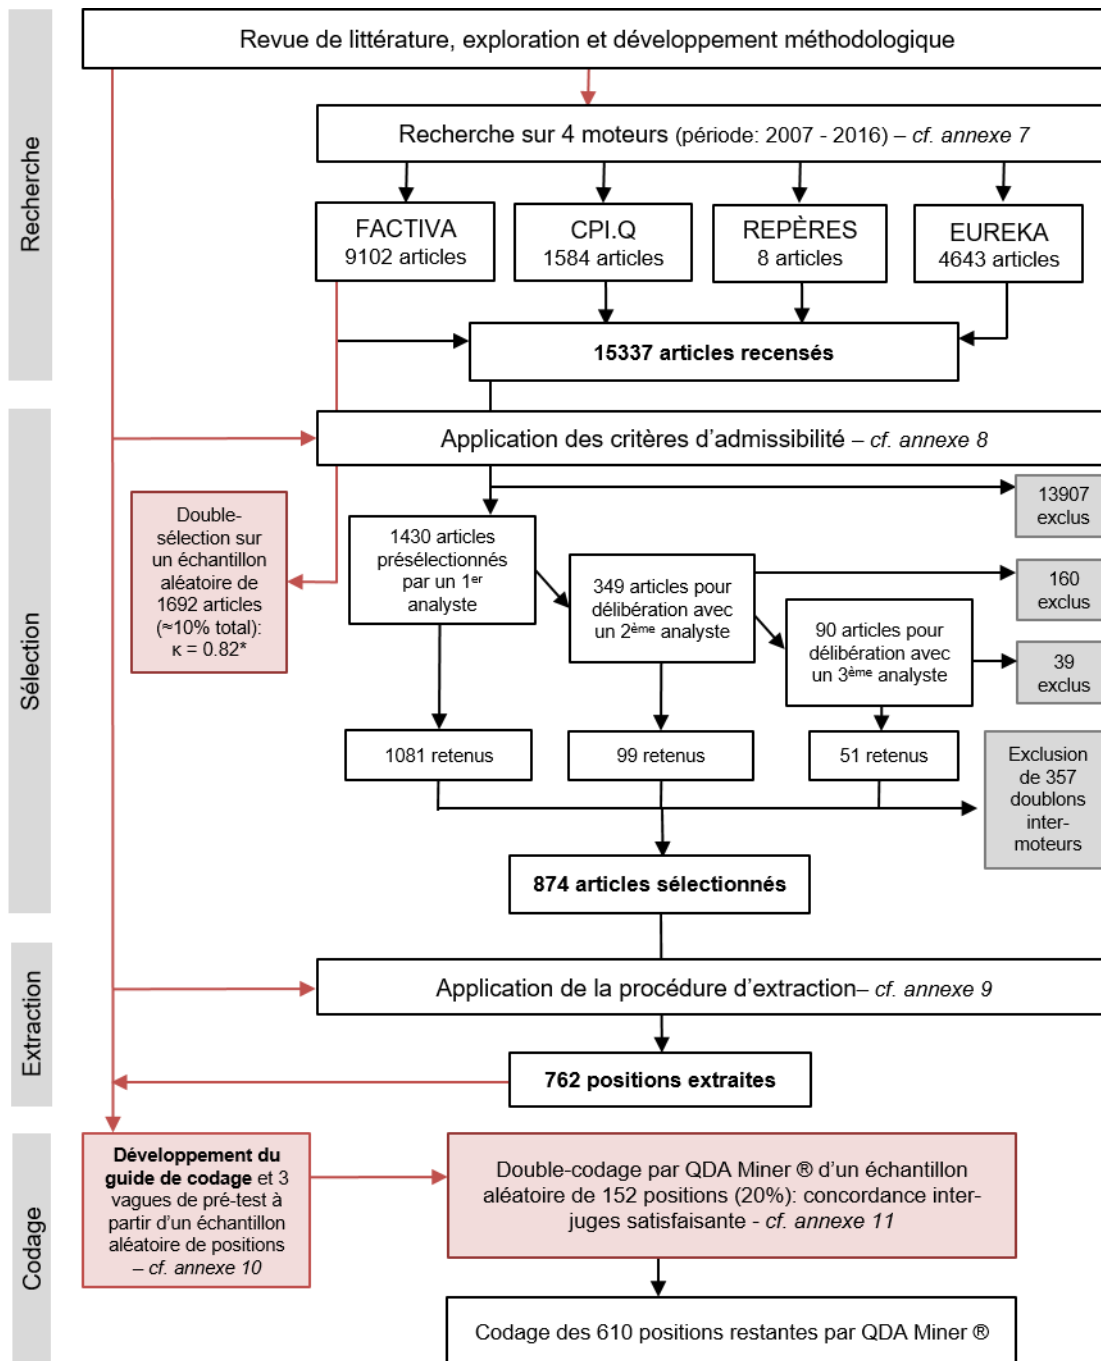 Recherche
Revue de littérature, exploration et développement méthodologique
Recherche sur 4 moteurs (période: 2007 - 2016) – cf. annexe 7
FACTIVA
9102 articles
CPI.Q
1584 articles
REPÈRES
8 articles
EUREKA
4643 articles
15337 articles recensés
Sélection
Application des critères d’admissibilité – cf. annexe 8
13907
exclus
Double-
sélection sur
un échantillon
aléatoire de
1692 articles
(≈10% total):
κ = 0.82*
1430 articles
présélectionnés
par un 1er
analyste
349 articles pour
délibération avec
un 2ème analyste
160
exclus
90 articles pour
délibération avec
un 3ème analyste
39
exclus
1081 retenus
99 retenus
51 retenus
Exclusion
de 357
doublons
inter-
moteurs
874 articles sélectionnés
Extraction
Application de la procédure d’extraction– cf. annexe 9
762 positions extraites
Codage
Développement du
guide de codage et 3
vagues de pré-test à
partir d’un échantillon
aléatoire de positions
– cf. annexe 10
Double-codage par QDA Miner ® d’un échantillon
aléatoire de 152 positions (20%): concordance inter-
juges satisfaisante - cf. annexe 11
Codage des 610 positions restantes par QDA Miner ®